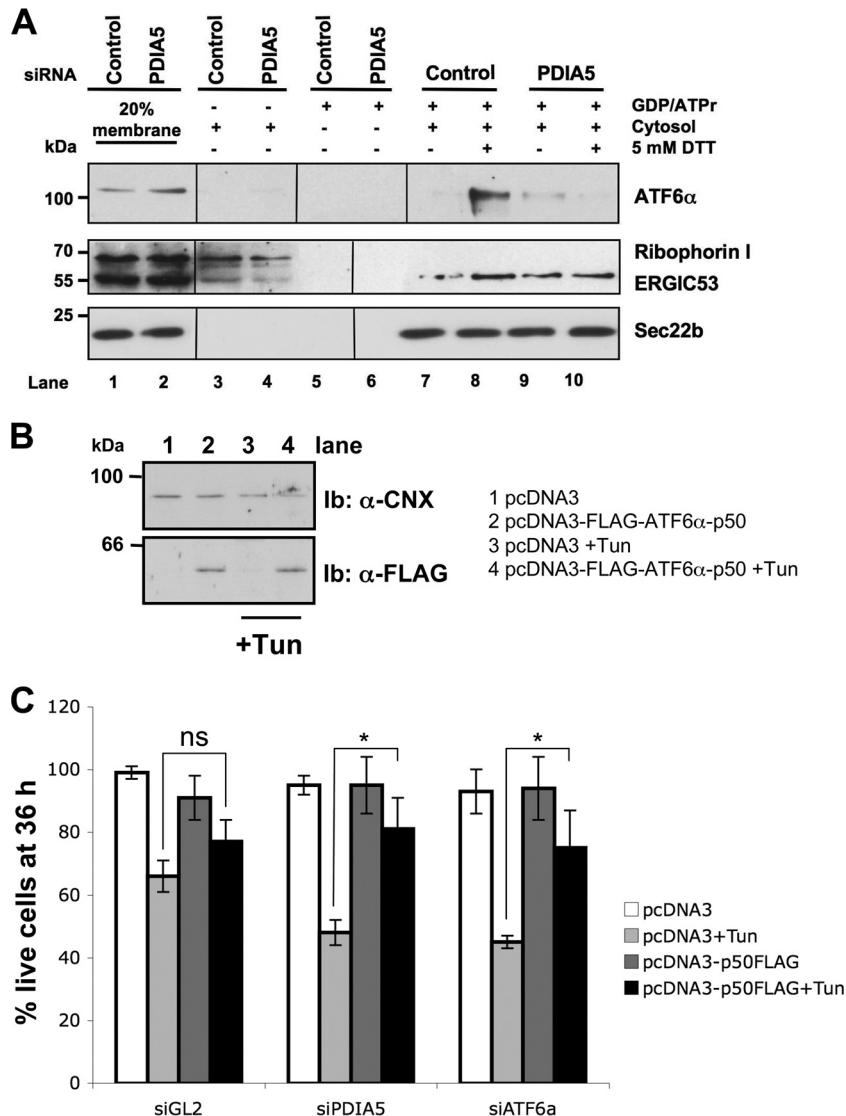 A
siRNA
Control
PDIA5
Control
PDIA5
Control
PDIA5
Control
PDIA5
20%
membrane
- - + + + + + + GDP/ATPr
+ + - - + + + + Cytosol
- - - - - + - + 5 mM DTT
kDa
100
ATF6α
70
55
Ribophorin I
ERGIC53
25
Sec22b
Lane 1 2 3 4 5 6 7 8 9 10
B
kDa 1 2 3 4 lane
100
Ib: α-CNX
66
Ib: α-FLAG
+Tun
1 pcDNA3
2 pcDNA3-FLAG-ATF6α-p50
3 pcDNA3 +Tun
4 pcDNA3-FLAG-ATF6α-p50 +Tun
C
% live cells at 36 h
120
100
80
60
40
20
0
ns
*
*
siGL2
siPDIA5
siATF6a
pcDNA3
pcDNA3+Tun
pcDNA3-p50FLAG
pcDNA3-p50FLAG+Tun